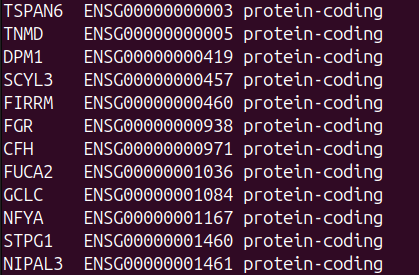 TSPAN6 ENSG00000000003 protein-coding
TNMD ENSG00000000005 protein-coding
DPM1 ENSG00000000419 protein-coding
SCYL3 ENSG00000000457 protein-coding
FIRRM ENSG00000000460 protein-coding
FGR ENSG00000000938 protein-coding
CFH ENSG00000000971 protein-coding
FUCA2 ENSG00000001036 protein-coding
GCLC ENSG00000001084 protein-coding
NFYA ENSG00000001167 protein-coding
STPG1 ENSG00000001460 protein-coding
NIPAL3 ENSG00000001461 protein-coding